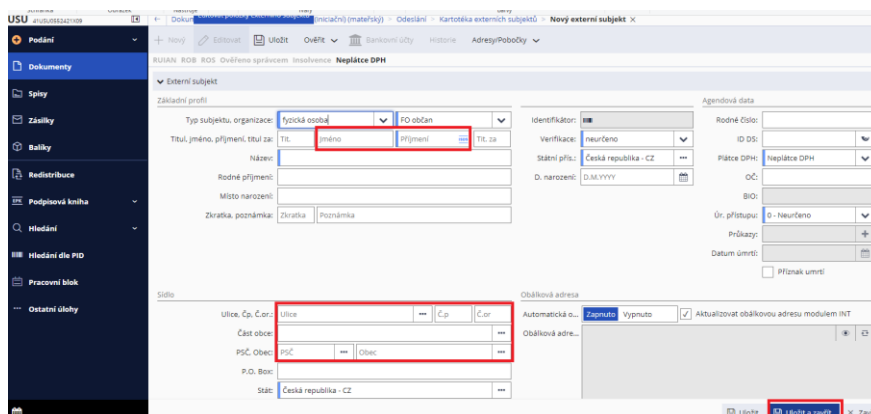 USU 41USU0882421X09
(iniciační) (mateřský) > Odeslání > Kartotéka externích subjektů > Nový externí subjekt ×
Podání
Nový Editovat Uložit Ověřit Bankovní účty Historie Adresy/Pobočky
Dokumenty
RUIAN ROB ROS Ověřeno správcem Insolvence Neplátce DPH
Externí subjekt
Spisy
Základní profil Agendová data
Zásilky
Typ subjektu, organizace: fyzická osoba FO občan Identifikátor: Rodné číslo:
Titul, jméno, příjmení, titul za: Tit. Jméno Příjmení Tit. za Verifikace: neurčeno ID DS:
Balíky
Název: Státní přís.: Česká republika - CZ Plátce DPH: Neplátce DPH
Redistribuce
Rodné příjmení: D. narození: D.M.YYYY OČ:
Místo narození: BIO:
Podpisová kniha
Zkratka, poznámka: Zkratka Poznámka Úr. přístupu: 0 - Neurčeno
Hledání
Průkazy:
Hledání dle PID
Datum úmrtí:
Příznak umrtí
Pracovní blok
Sídlo Obálková adresa
Ostatní úlohy
Ulice, Čp, Č.or.: Ulice Č.p Č.or Automatická o... Zapnuto Vypnuto Aktualizovat obálkovou adresu modulem INT
Část obce: Obálková adre...
PSČ, Obec: PSČ Obec
P.O. Box:
Stát: Česká republika - CZ
Uložit Uložit a zavřít